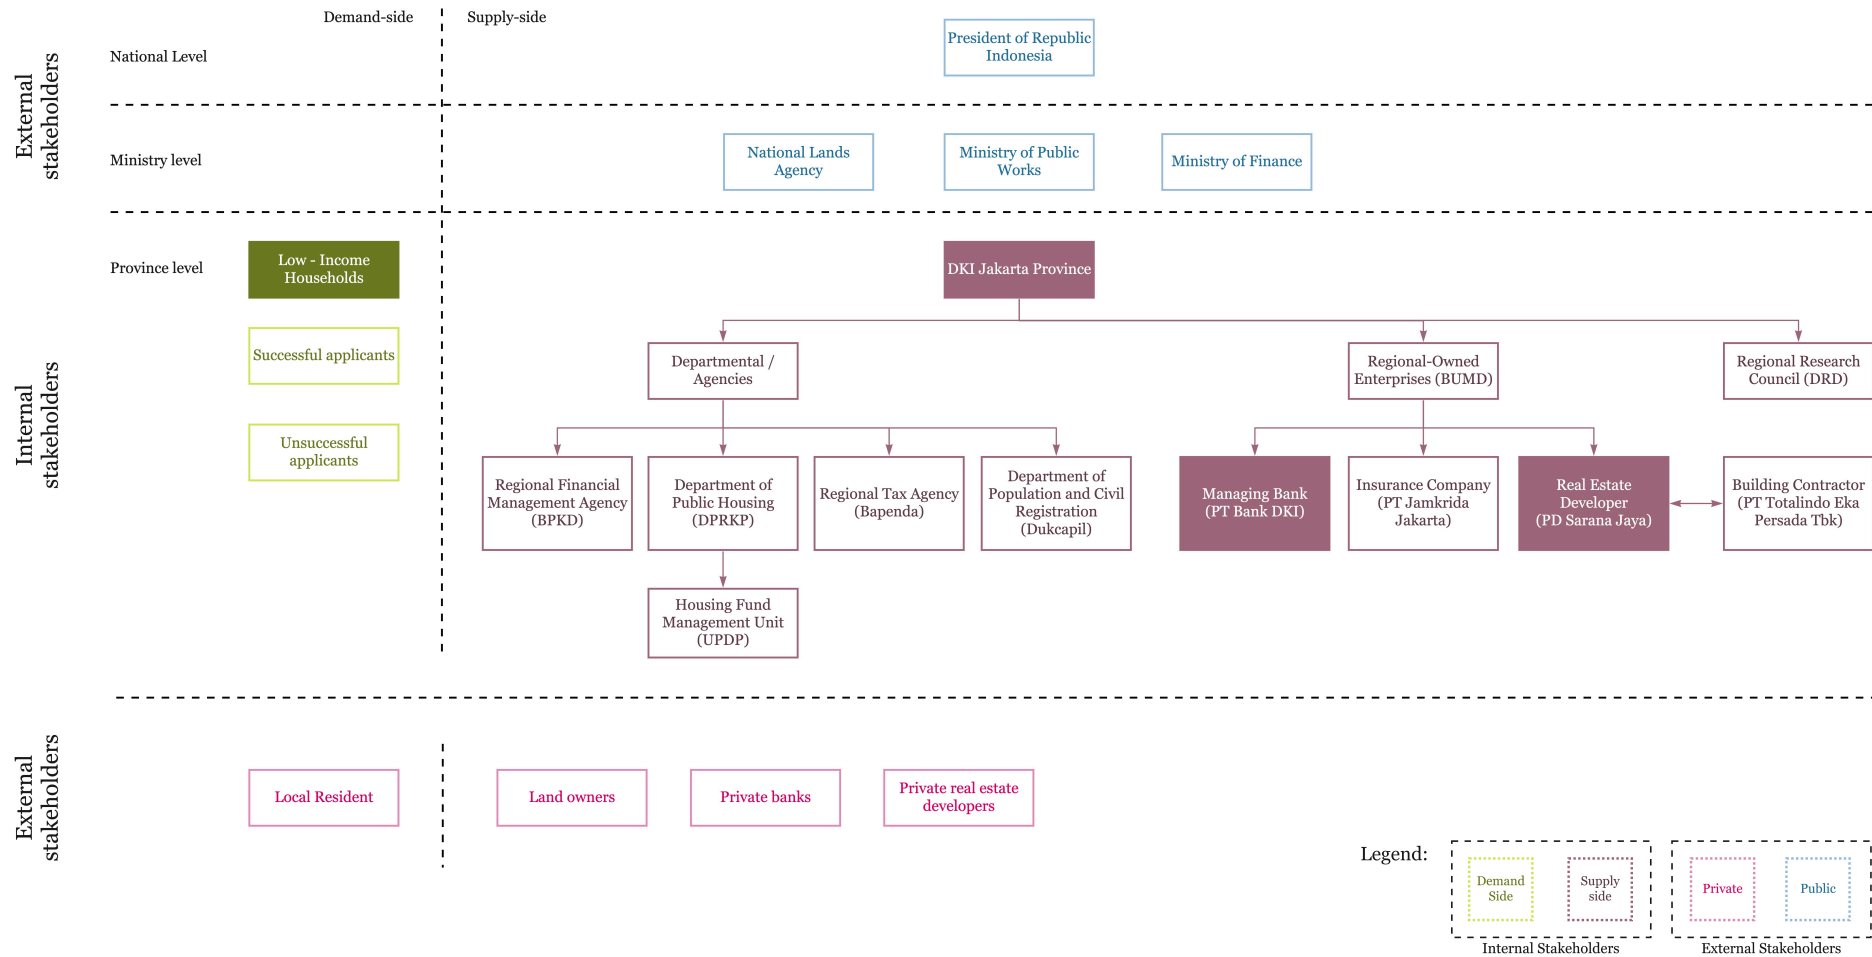 Demand-side
Supply-side
External
stakeholders
National Level
President of Republic
Indonesia
Ministry level
National Lands
Agency
Ministry of Public
Works
Ministry of Finance
Internal
stakeholders
Province level
Low - Income
Households
DKI Jakarta Province
Successful applicants
Departmental /
Agencies
Regional-Owned
Enterprises (BUMD)
Regional Research
Council (DRD)
Unsuccessful
applicants
Regional Financial
Management Agency
(BPKD)
Department of
Public Housing
(DPRKP)
Regional Tax Agency
(Bapenda)
Department of
Population and Civil
Registration
(Dukcapil)
Managing Bank
(PT Bank DKI)
Insurance Company
(PT Jamkrida
Jakarta)
Real Estate
Developer
(PD Sarana Jaya)
Building Contractor
(PT Totalindo Eka
Persada Tbk)
Housing Fund
Management Unit
(UPDP)
External
stakeholders
Local Resident
Land owners
Private banks
Private real estate
developers
Legend:
Demand
Side
Supply
side
Private
Public
Internal Stakeholders
External Stakeholders